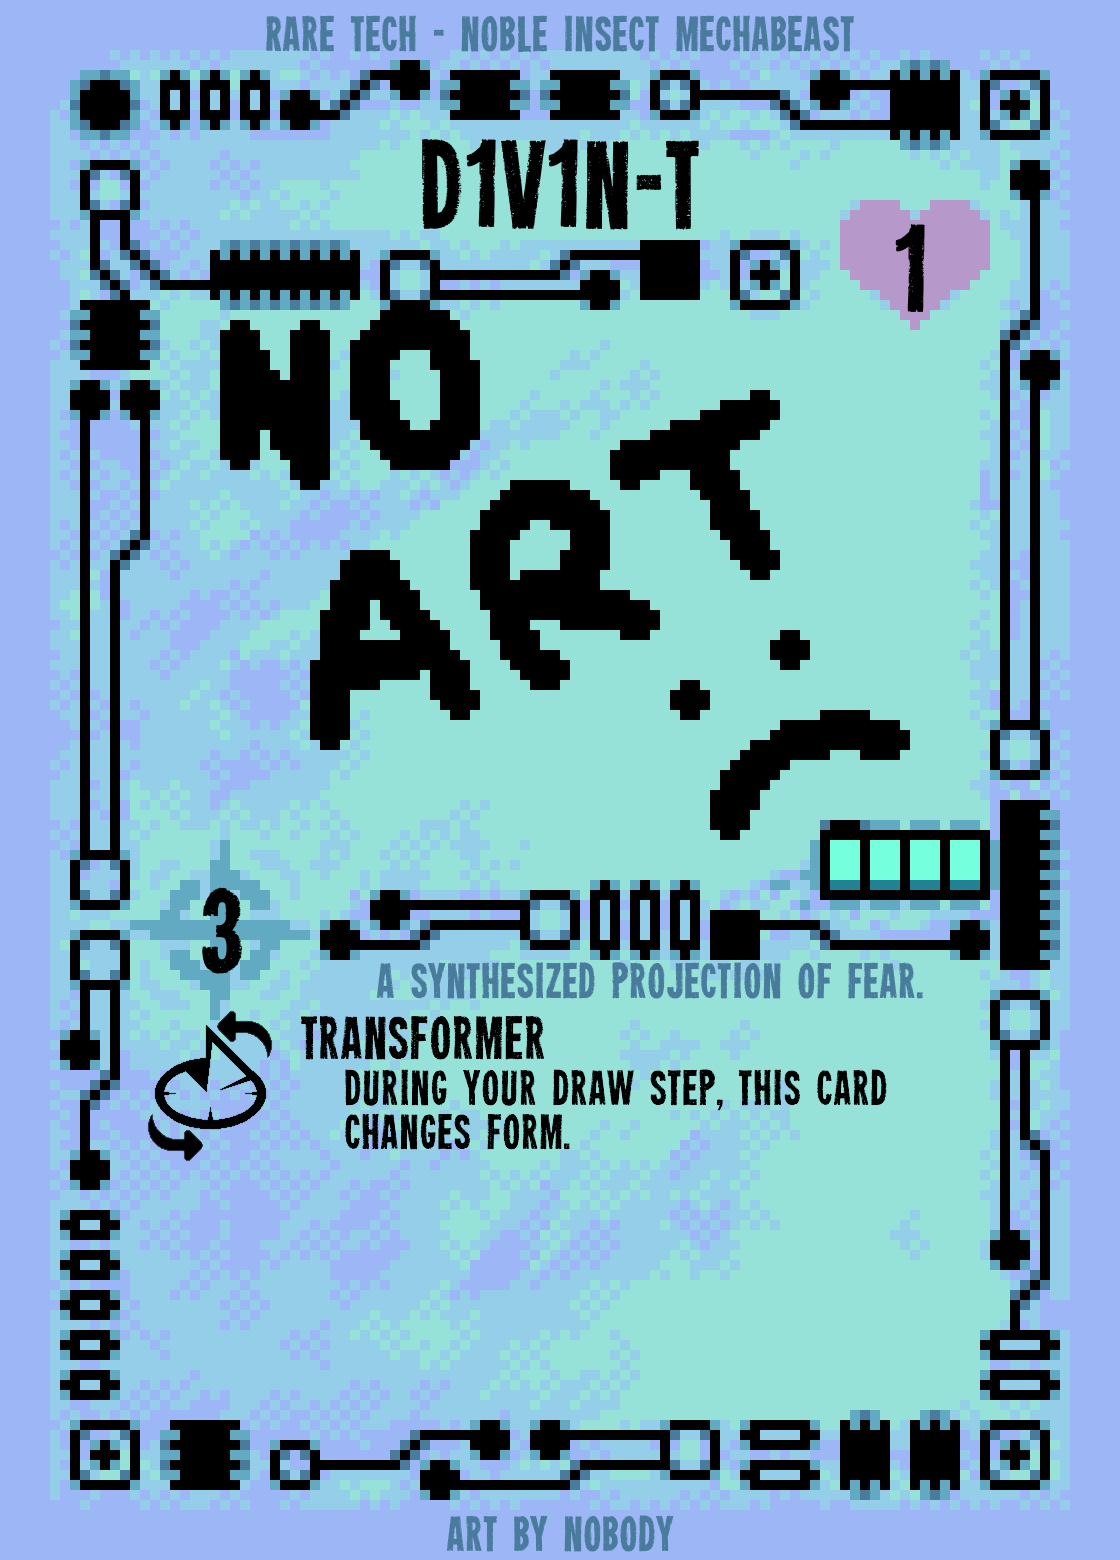 RARE TECH - NOBLE INSECT MECHABEAST
D1V1N-T
1
NO
ART
:(
3
A SYNTHESIZED PROJECTION OF FEAR.
TRANSFORMER
DURING YOUR DRAW STEP, THIS CARD
CHANGES FORM.
ART BY NOBODY